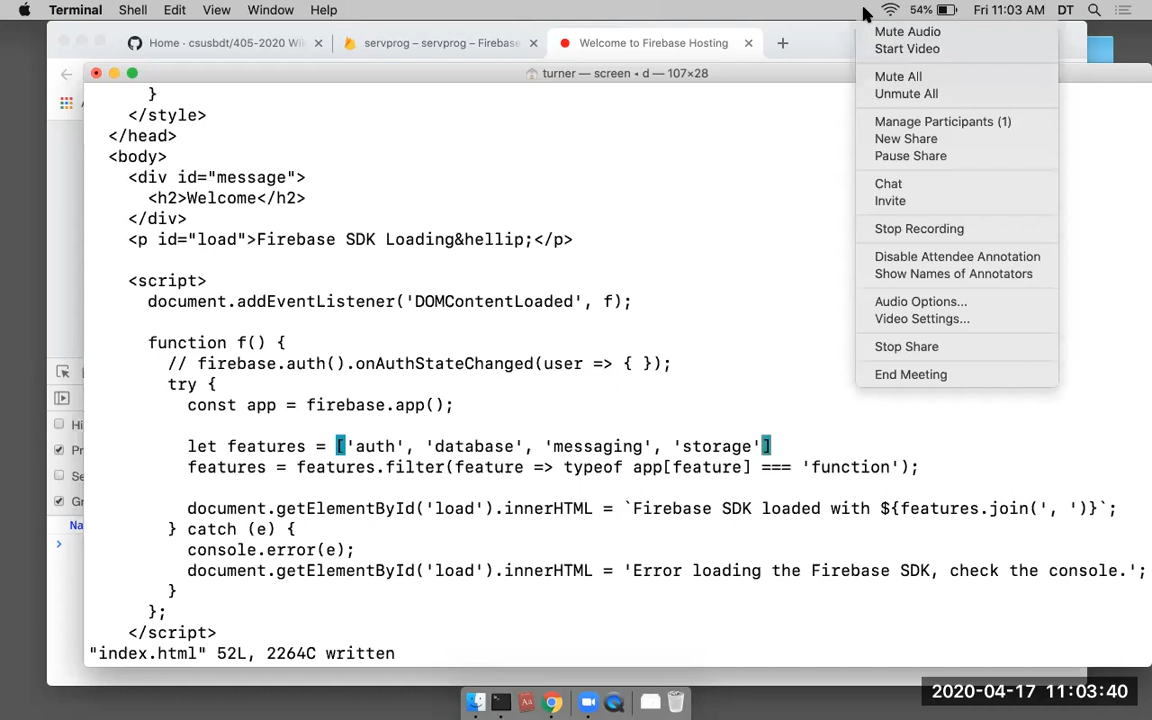 Terminal Shell Edit View Window Help 54% Fri 11:03 AM DT
Home - csusbdt/405-2020 Wi servprog – servprog – Firebase Welcome to Firebase Hosting
turner — screen ◂ d — 107×28
}
</style>
</head>
<body>
<div id="message">
<h2>Welcome</h2>
</div>
<p id="load">Firebase SDK Loading&hellip;</p>
<script>
document.addEventListener('DOMContentLoaded', f);
function f() {
// firebase.auth().onAuthStateChanged(user => { });
try {
const app = firebase.app();
let features = ['auth', 'database', 'messaging', 'storage']
features = features.filter(feature => typeof app[feature] === 'function');
document.getElementById('load').innerHTML = `Firebase SDK loaded with ${features.join(', ')}`;
} catch (e) {
console.error(e);
document.getElementById('load').innerHTML = 'Error loading the Firebase SDK, check the console.';
}
};
</script>
"index.html" 52L, 2264C written
Mute Audio
Start Video
Mute All
Unmute All
Manage Participants (1)
New Share
Pause Share
Chat
Invite
Stop Recording
Disable Attendee Annotation
Show Names of Annotators
Audio Options...
Video Settings...
Stop Share
End Meeting
Hi
Pr
Se
Gr
Na
2020-04-17 11:03:40